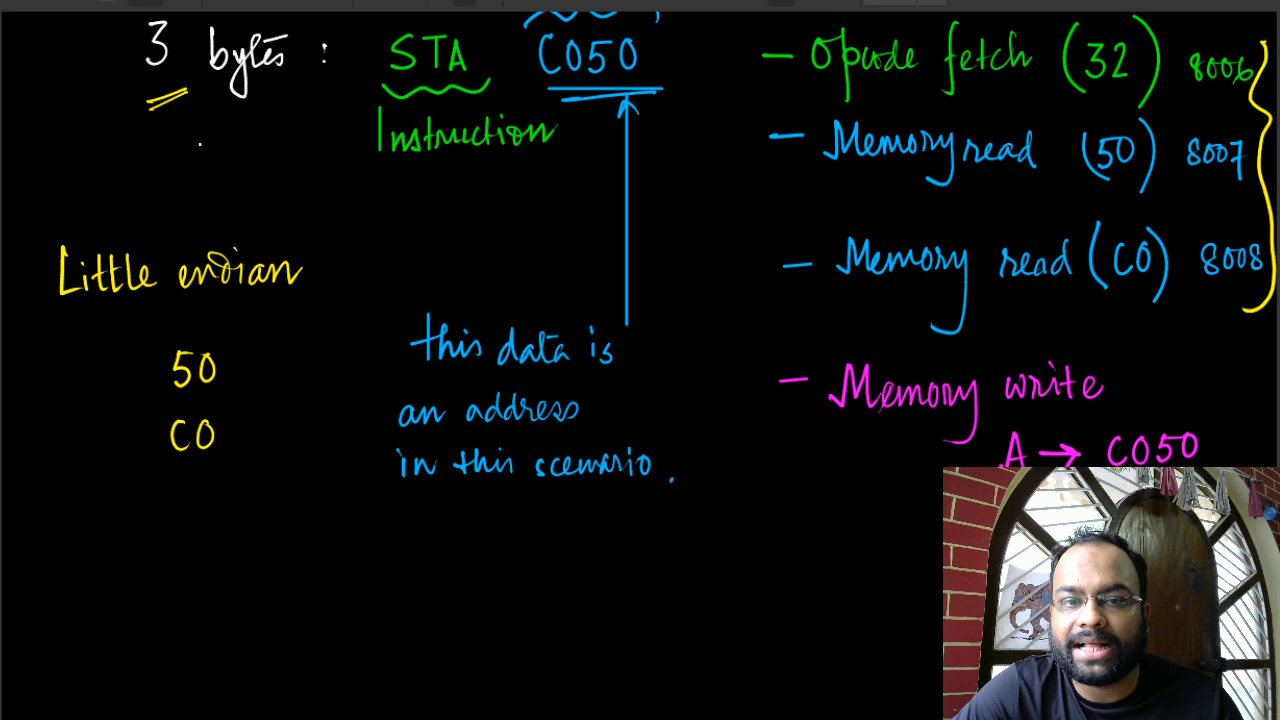 3 bytes : STA C050
Instruction
Little endian
50
C0
this data is
an address
in this scenario.
- Opcode fetch (32) 8006
- Memory read (50) 8007
- Memory read (C0) 8008
- Memory write
A → C050